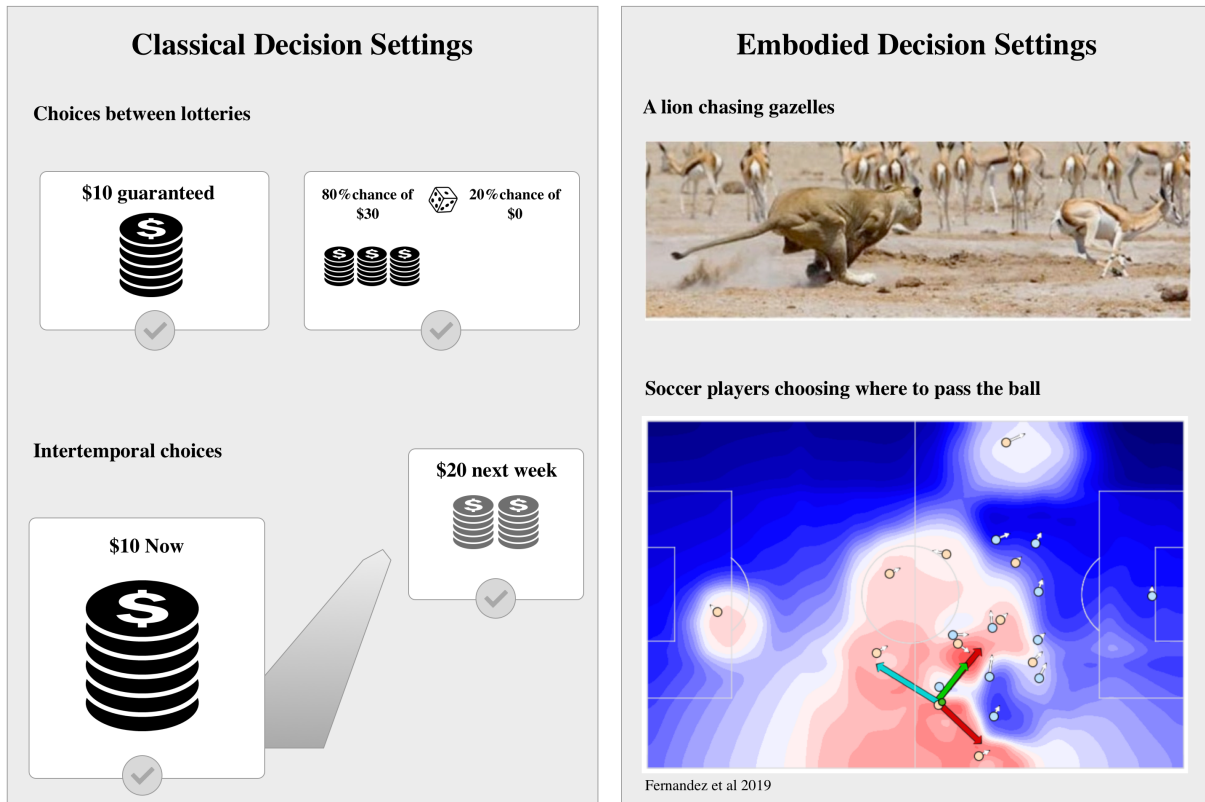 Classical Decision Settings
Choices between lotteries
$10 guaranteed
80%chance of
$30
20%chance of
$0
$
$ $ $
Intertemporal choices
$10 Now
$
$20 next week
$ $
Embodied Decision Settings
A lion chasing gazelles
Soccer players choosing where to pass the ball
Fernandez et al 2019